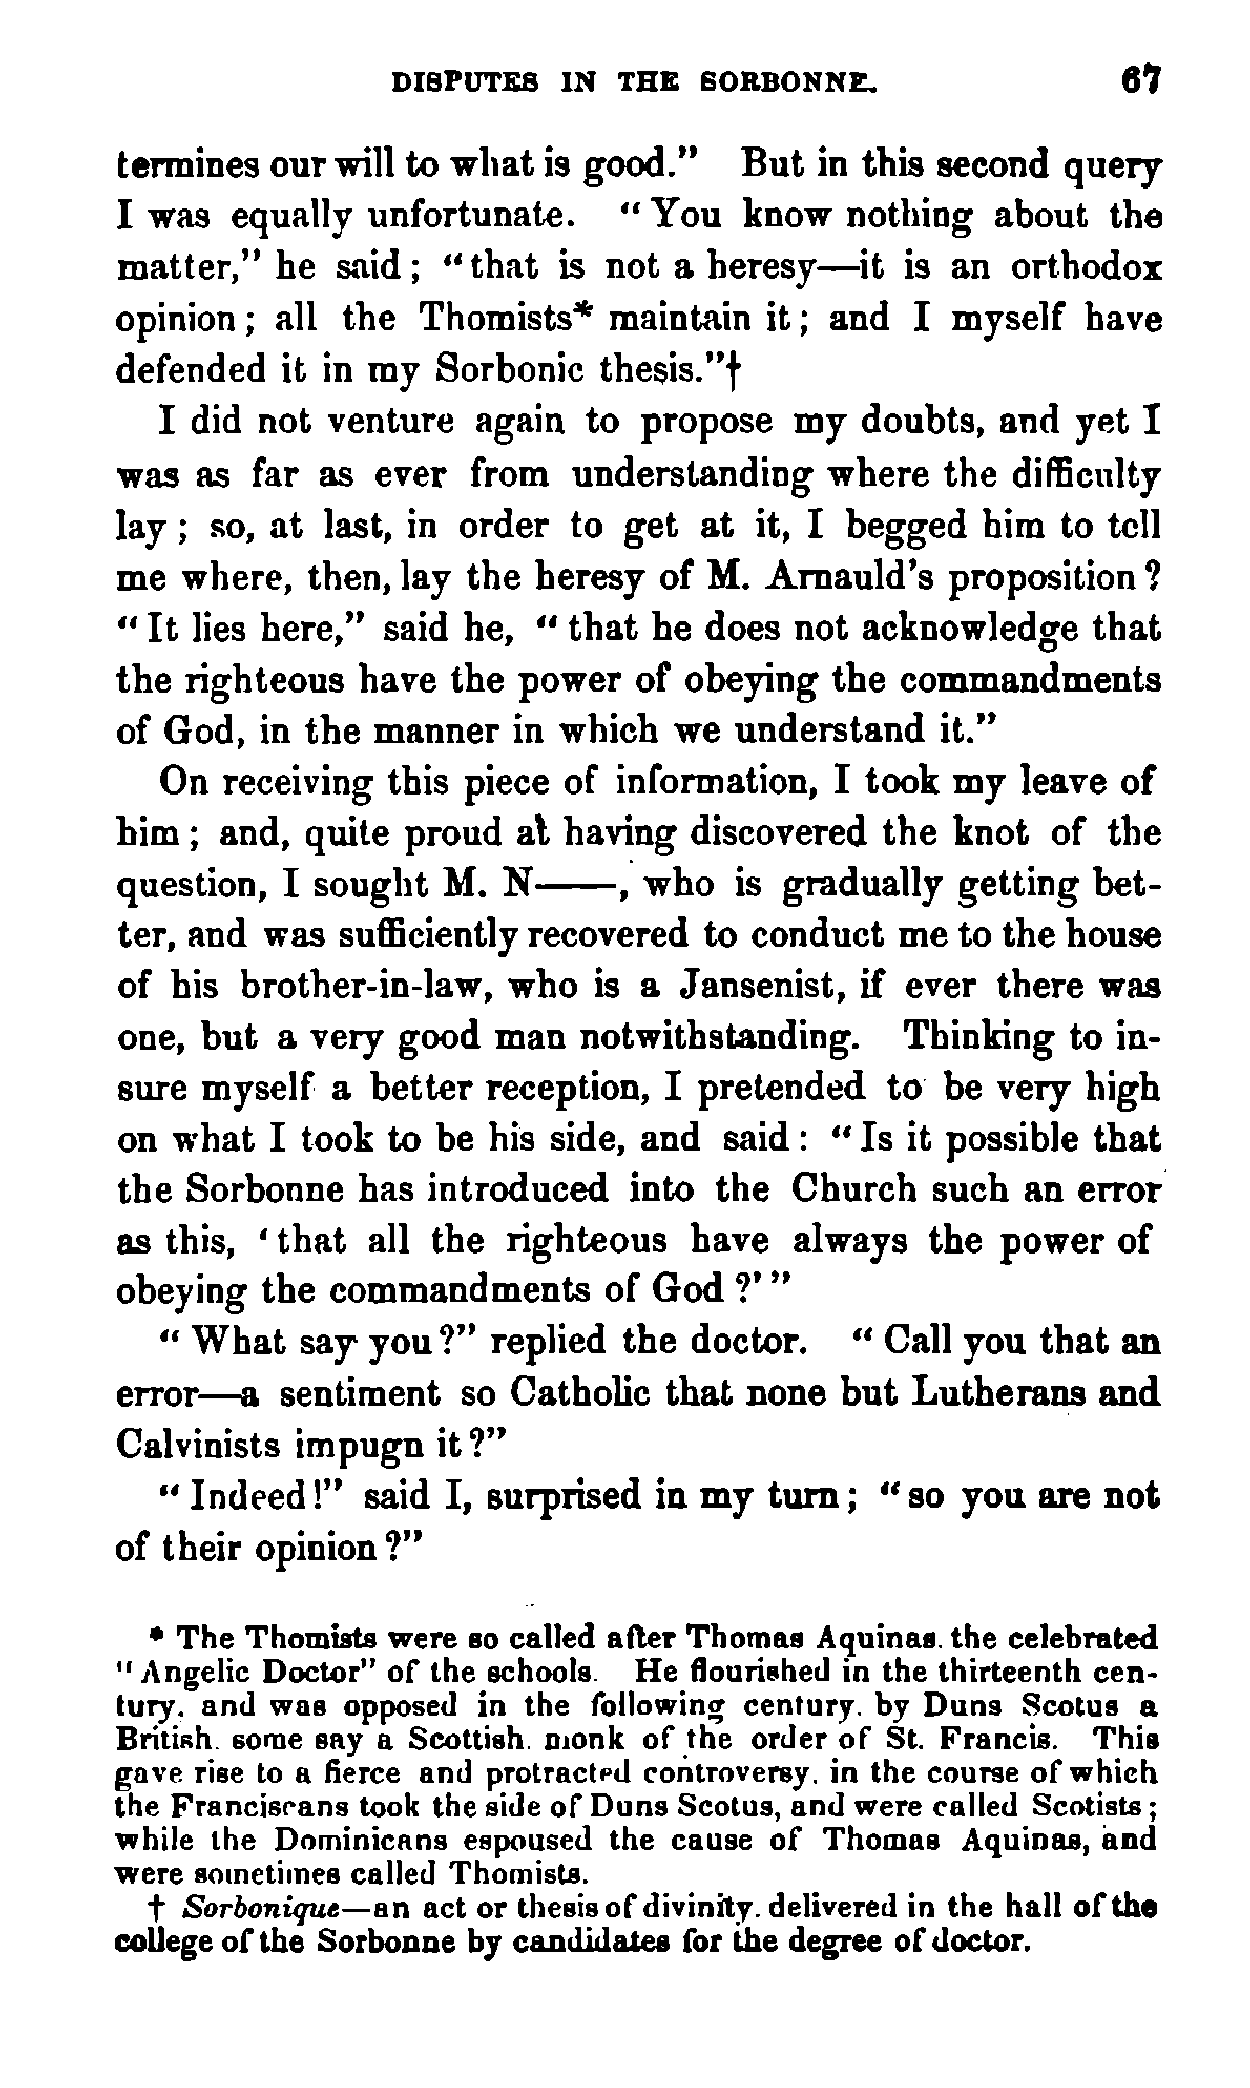 DISPUTES IN THE SORBONNE. 67
termines our will to what is good." But in this second query
I was equally unfortunate. "You know nothing about the
matter," he said; "that is not a heresy—it is an orthodox
opinion; all the Thomists* maintain it; and I myself have
defended it in my Sorbonic thesis."†
I did not venture again to propose my doubts, and yet I
was as far as ever from understanding where the difficulty
lay; so, at last, in order to get at it, I begged him to tell
me where, then, lay the heresy of M. Arnauld's proposition?
"It lies here," said he, "that he does not acknowledge that
the righteous have the power of obeying the commandments
of God, in the manner in which we understand it."
On receiving this piece of information, I took my leave of
him; and, quite proud at having discovered the knot of the
question, I sought M. N——, who is gradually getting bet-
ter, and was sufficiently recovered to conduct me to the house
of his brother-in-law, who is a Jansenist, if ever there was
one, but a very good man notwithstanding. Thinking to in-
sure myself a better reception, I pretended to be very high
on what I took to be his side, and said: "Is it possible that
the Sorbonne has introduced into the Church such an error
as this, 'that all the righteous have always the power of
obeying the commandments of God?'"
"What say you?" replied the doctor. "Call you that an
error—a sentiment so Catholic that none but Lutherans and
Calvinists impugn it?"
"Indeed!" said I, surprised in my turn; "so you are not
of their opinion?"
* The Thomists were so called after Thomas Aquinas. the celebrated
"Angelic Doctor" of the schools. He flourished in the thirteenth cen-
tury. and was opposed in the following century. by Duns Scotus a
British. some say a Scottish. monk of the order of St. Francis. This
gave rise to a fierce and protracted controversy. in the course of which
the Franciscans took the side of Duns Scotus, and were called Scotists;
while the Dominicans espoused the cause of Thomas Aquinas, and
were sometimes called Thomists.
† Sorbonique—an act or thesis of divinity. delivered in the hall of the
college of the Sorbonne by candidates for the degree of doctor.